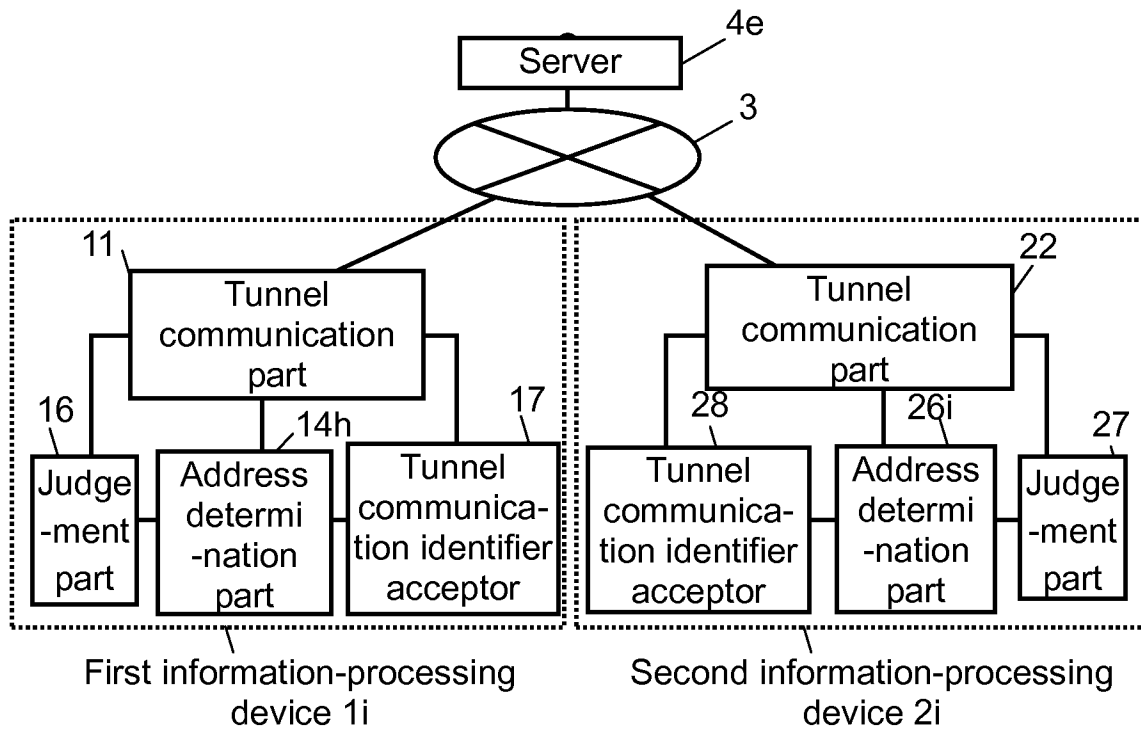 4e
Server
3
11
Tunnel
communication
part
22
Tunnel
communication
part
16
Judge
-ment
part
14h
Address
determi
-nation
part
17
Tunnel
communica-
tion identifier
acceptor
28
Tunnel
communica-
tion identifier
acceptor
26i
Address
determi
-nation
part
27
Judge
-ment
part
First information-processing
device 1i
Second information-processing
device 2i